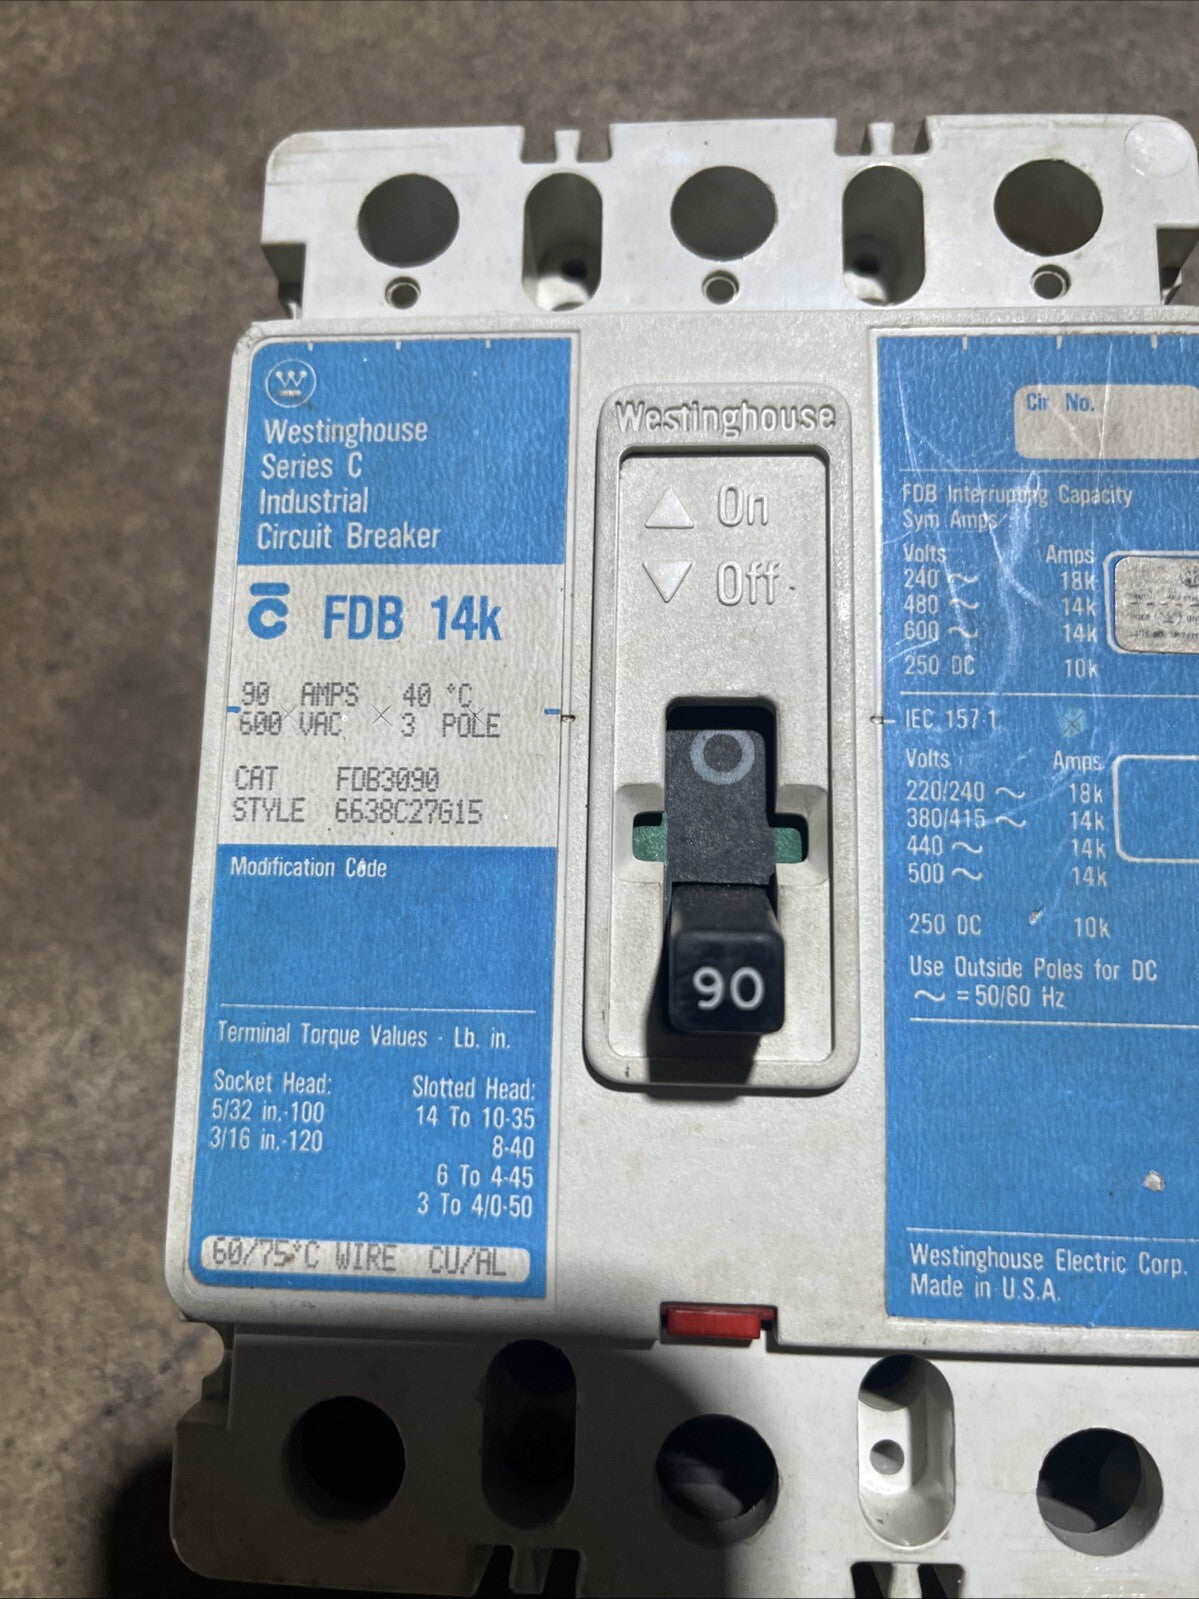 W
Westinghouse
Series C
Industrial
Circuit Breaker
C FDB 14k
90 AMPS 40 °C
600 VAC 3 POLE
CAT FDB3090
STYLE 6638C27G15
Modification Code
Terminal Torque Values - Lb. in.
Socket Head:
5/32 in.-100
3/16 in.-120
Slotted Head:
14 To 10-35
8-40
6 To 4-45
3 To 4/0-50
60/75°C WIRE CU/AL
Westinghouse
On
Off
O
90
Cir No.
FDB Interrupting Capacity
Sym Amps
Volts Amps
240 ~ 18k
480 ~ 14k
600 ~ 14k
250 DC 10k
IEC 157-1
Volts Amps
220/240 ~ 18k
380/415 ~ 14k
440 ~ 14k
500 ~ 14k
250 DC 10k
Use Outside Poles for DC
~ = 50/60 Hz
Westinghouse Electric Corp.
Made in U.S.A.